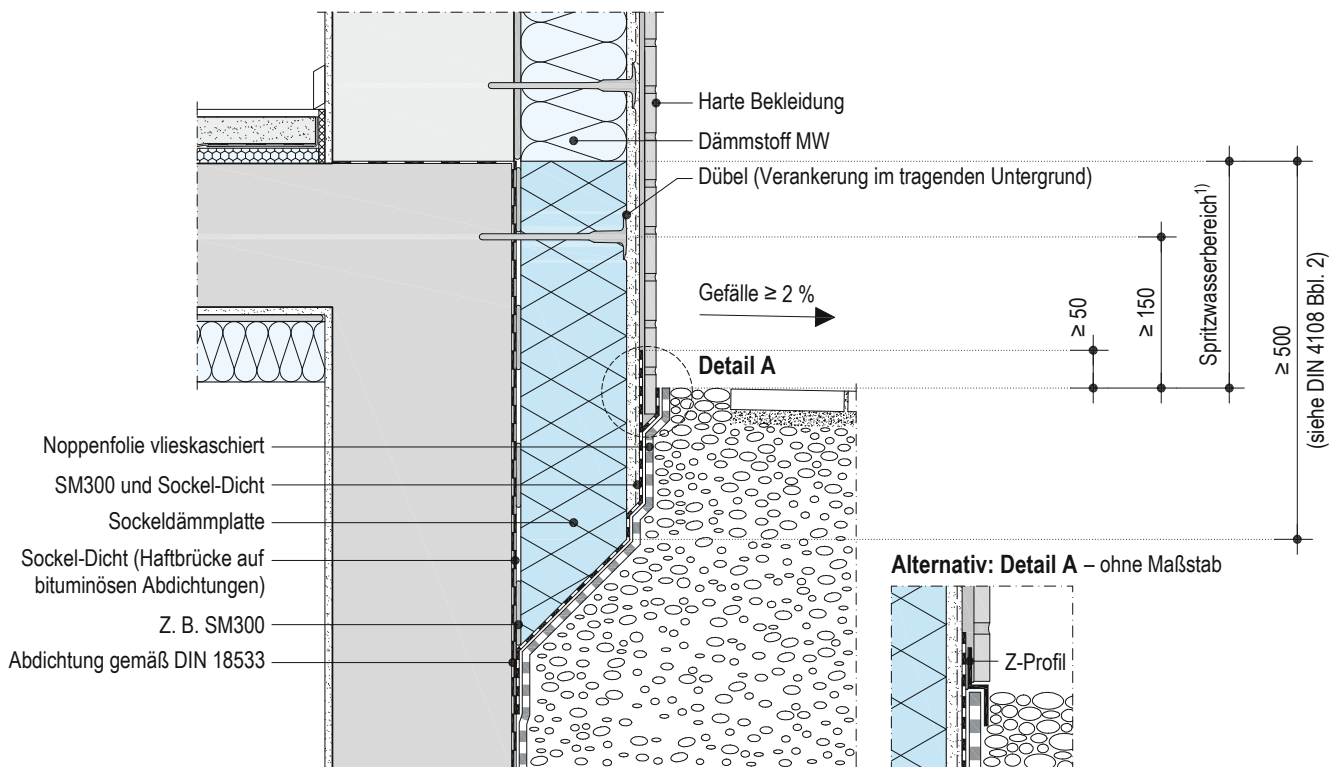 Harte Bekleidung
Dämmstoff MW
Dübel (Verankerung im tragenden Untergrund)
Gefälle ≥ 2 %
Detail A
≥ 50
≥ 150
Spritzwasserbereich¹⁾
≥ 500
(siehe DIN 4108 Bbl. 2)
Noppenfolie vlieskaschiert
SM300 und Sockel-Dicht
Sockeldämmplatte
Sockel-Dicht (Haftbrücke auf
bituminösen Abdichtungen)
Z. B. SM300
Abdichtung gemäß DIN 18533
Alternativ: Detail A – ohne Maßstab
Z-Profil